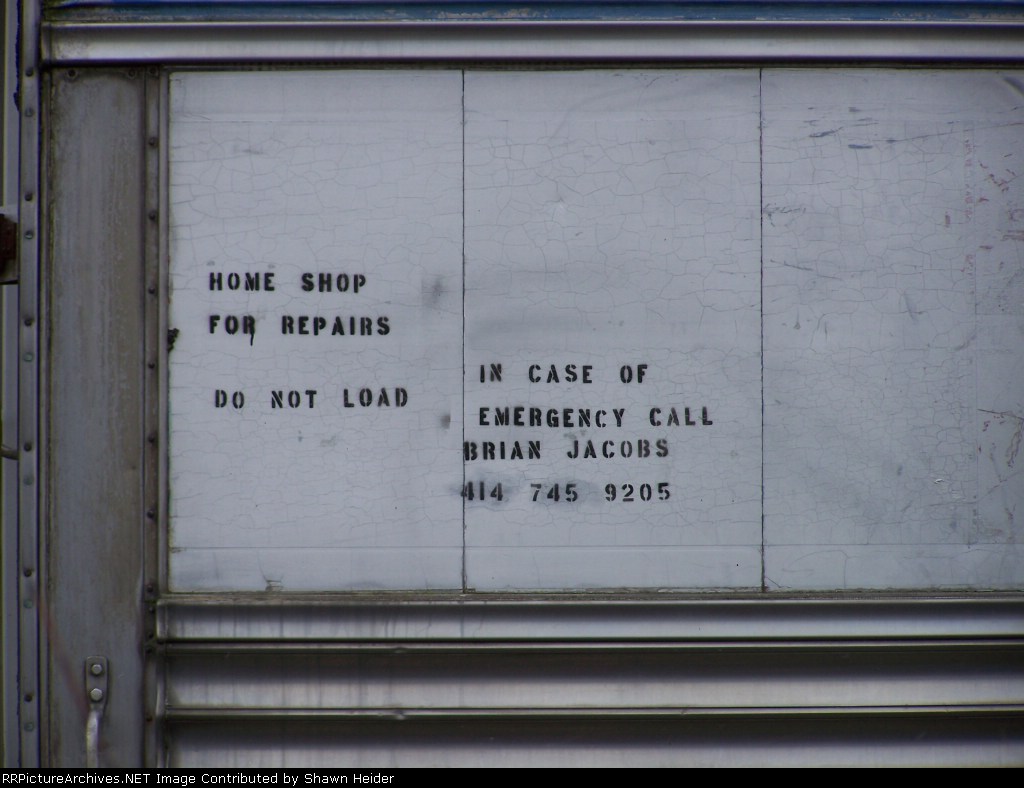 HOME SHOP
FOR REPAIRS
DO NOT LOAD
IN CASE OF
EMERGENCY CALL
BRIAN JACOBS
414 745 9205
RRPictureArchives.NET Image Contributed by Shawn Heider